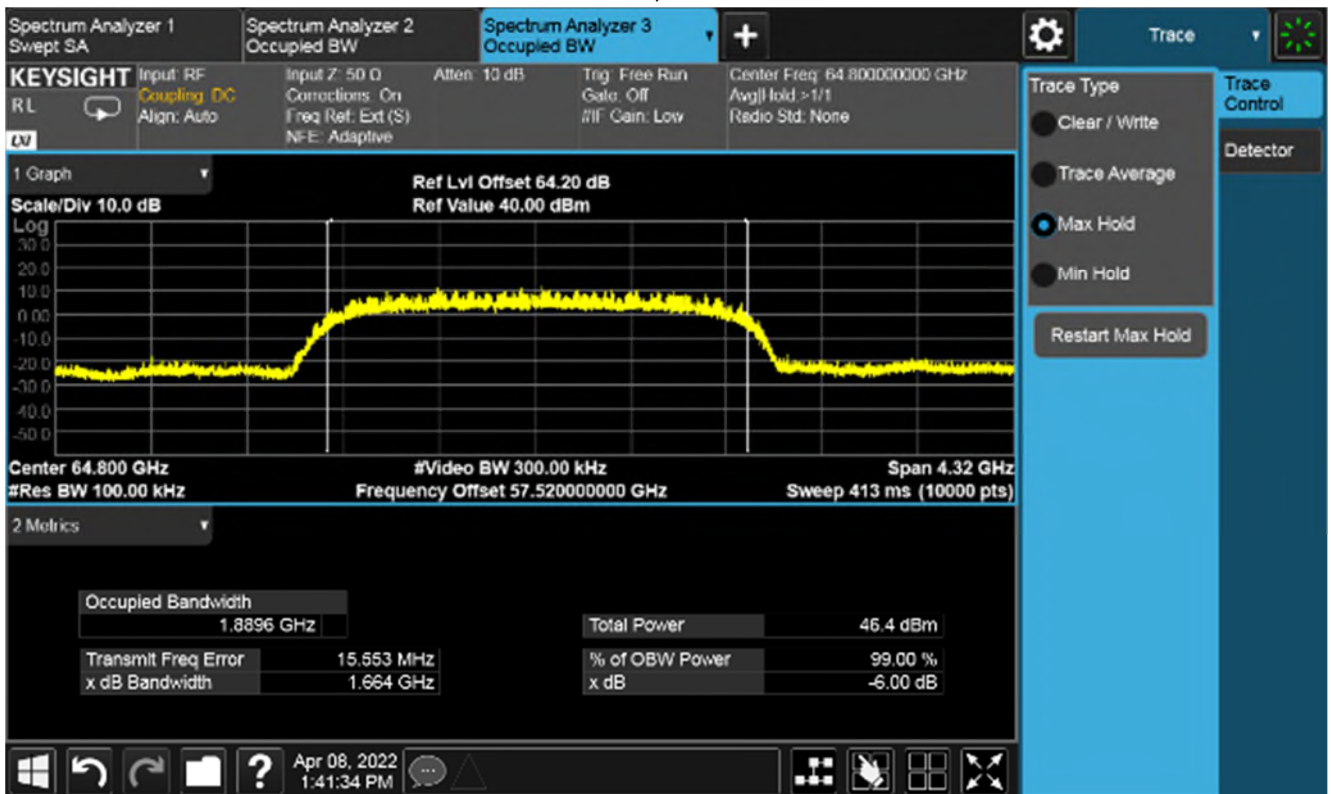 Spectrum Analyzer 1
Swept SA
Spectrum Analyzer 2
Occupied BW
Spectrum Analyzer 3
Occupied BW
Trace
KEYSIGHT
RL
LXI
Input: RF
Coupling: DC
Align: Auto
Input Z: 50 Ω
Corrections: On
Freq Ref: Ext (S)
NFE: Adaptive
Atten: 10 dB
Trig: Free Run
Gate: Off
#IF Gain: Low
Center Freq: 64.800000000 GHz
Avg|Hold:>1/1
Radio Std: None
1 Graph
Scale/Div 10.0 dB
Ref Lvl Offset 64.20 dB
Ref Value 40.00 dBm
Log
30.0
20.0
10.0
0.00
-10.0
-20.0
-30.0
-40.0
-50.0
Center 64.800 GHz
#Res BW 100.00 kHz
#Video BW 300.00 kHz
Frequency Offset 57.520000000 GHz
Span 4.32 GHz
Sweep 413 ms (10000 pts)
2 Metrics
Occupied Bandwidth
1.8896 GHz
Transmit Freq Error 15.553 MHz
x dB Bandwidth 1.664 GHz
Total Power 46.4 dBm
% of OBW Power 99.00 %
x dB -6.00 dB
Trace Type
Clear / Write
Trace Average
Max Hold
Min Hold
Restart Max Hold
Trace
Control
Detector
?
Apr 08, 2022
1:41:34 PM